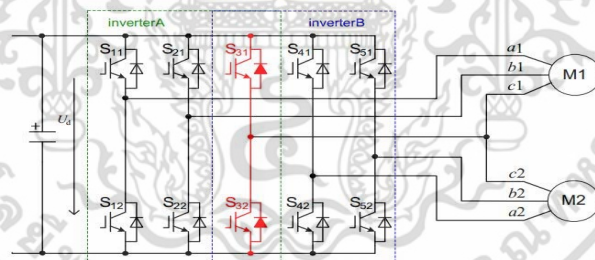 inverterA inverterB
S11 S21 S31 S41 S51
a1
b1
c1
M1
+
Ud
S12 S22 S32 S42 S52
c2
b2
a2
M2